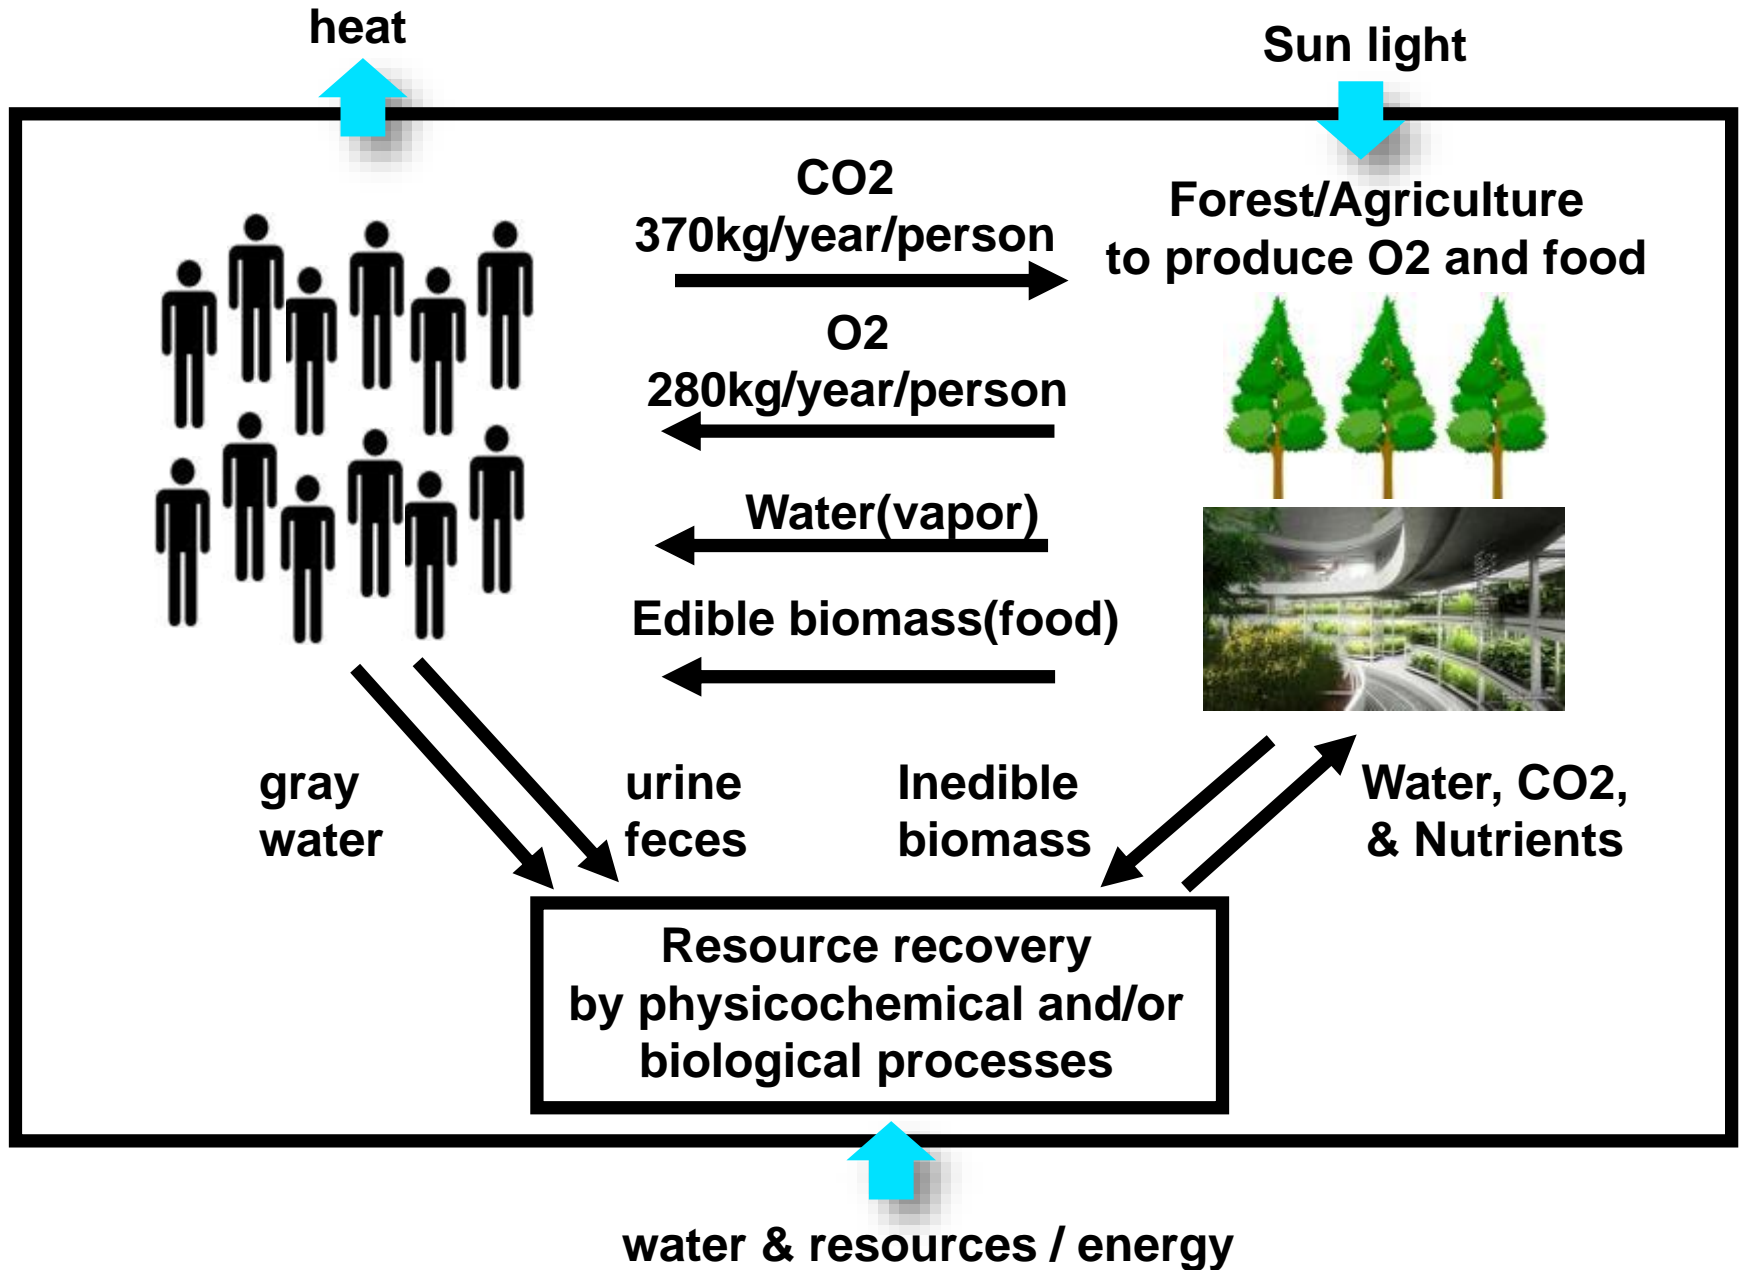 heat
Sun light
CO2
370kg/year/person
Forest/Agriculture
to produce O2 and food
O2
280kg/year/person
Water(vapor)
Edible biomass(food)
gray
water
urine
feces
Inedible
biomass
Water, CO2,
& Nutrients
Resource recovery
by physicochemical and/or
biological processes
water & resources / energy